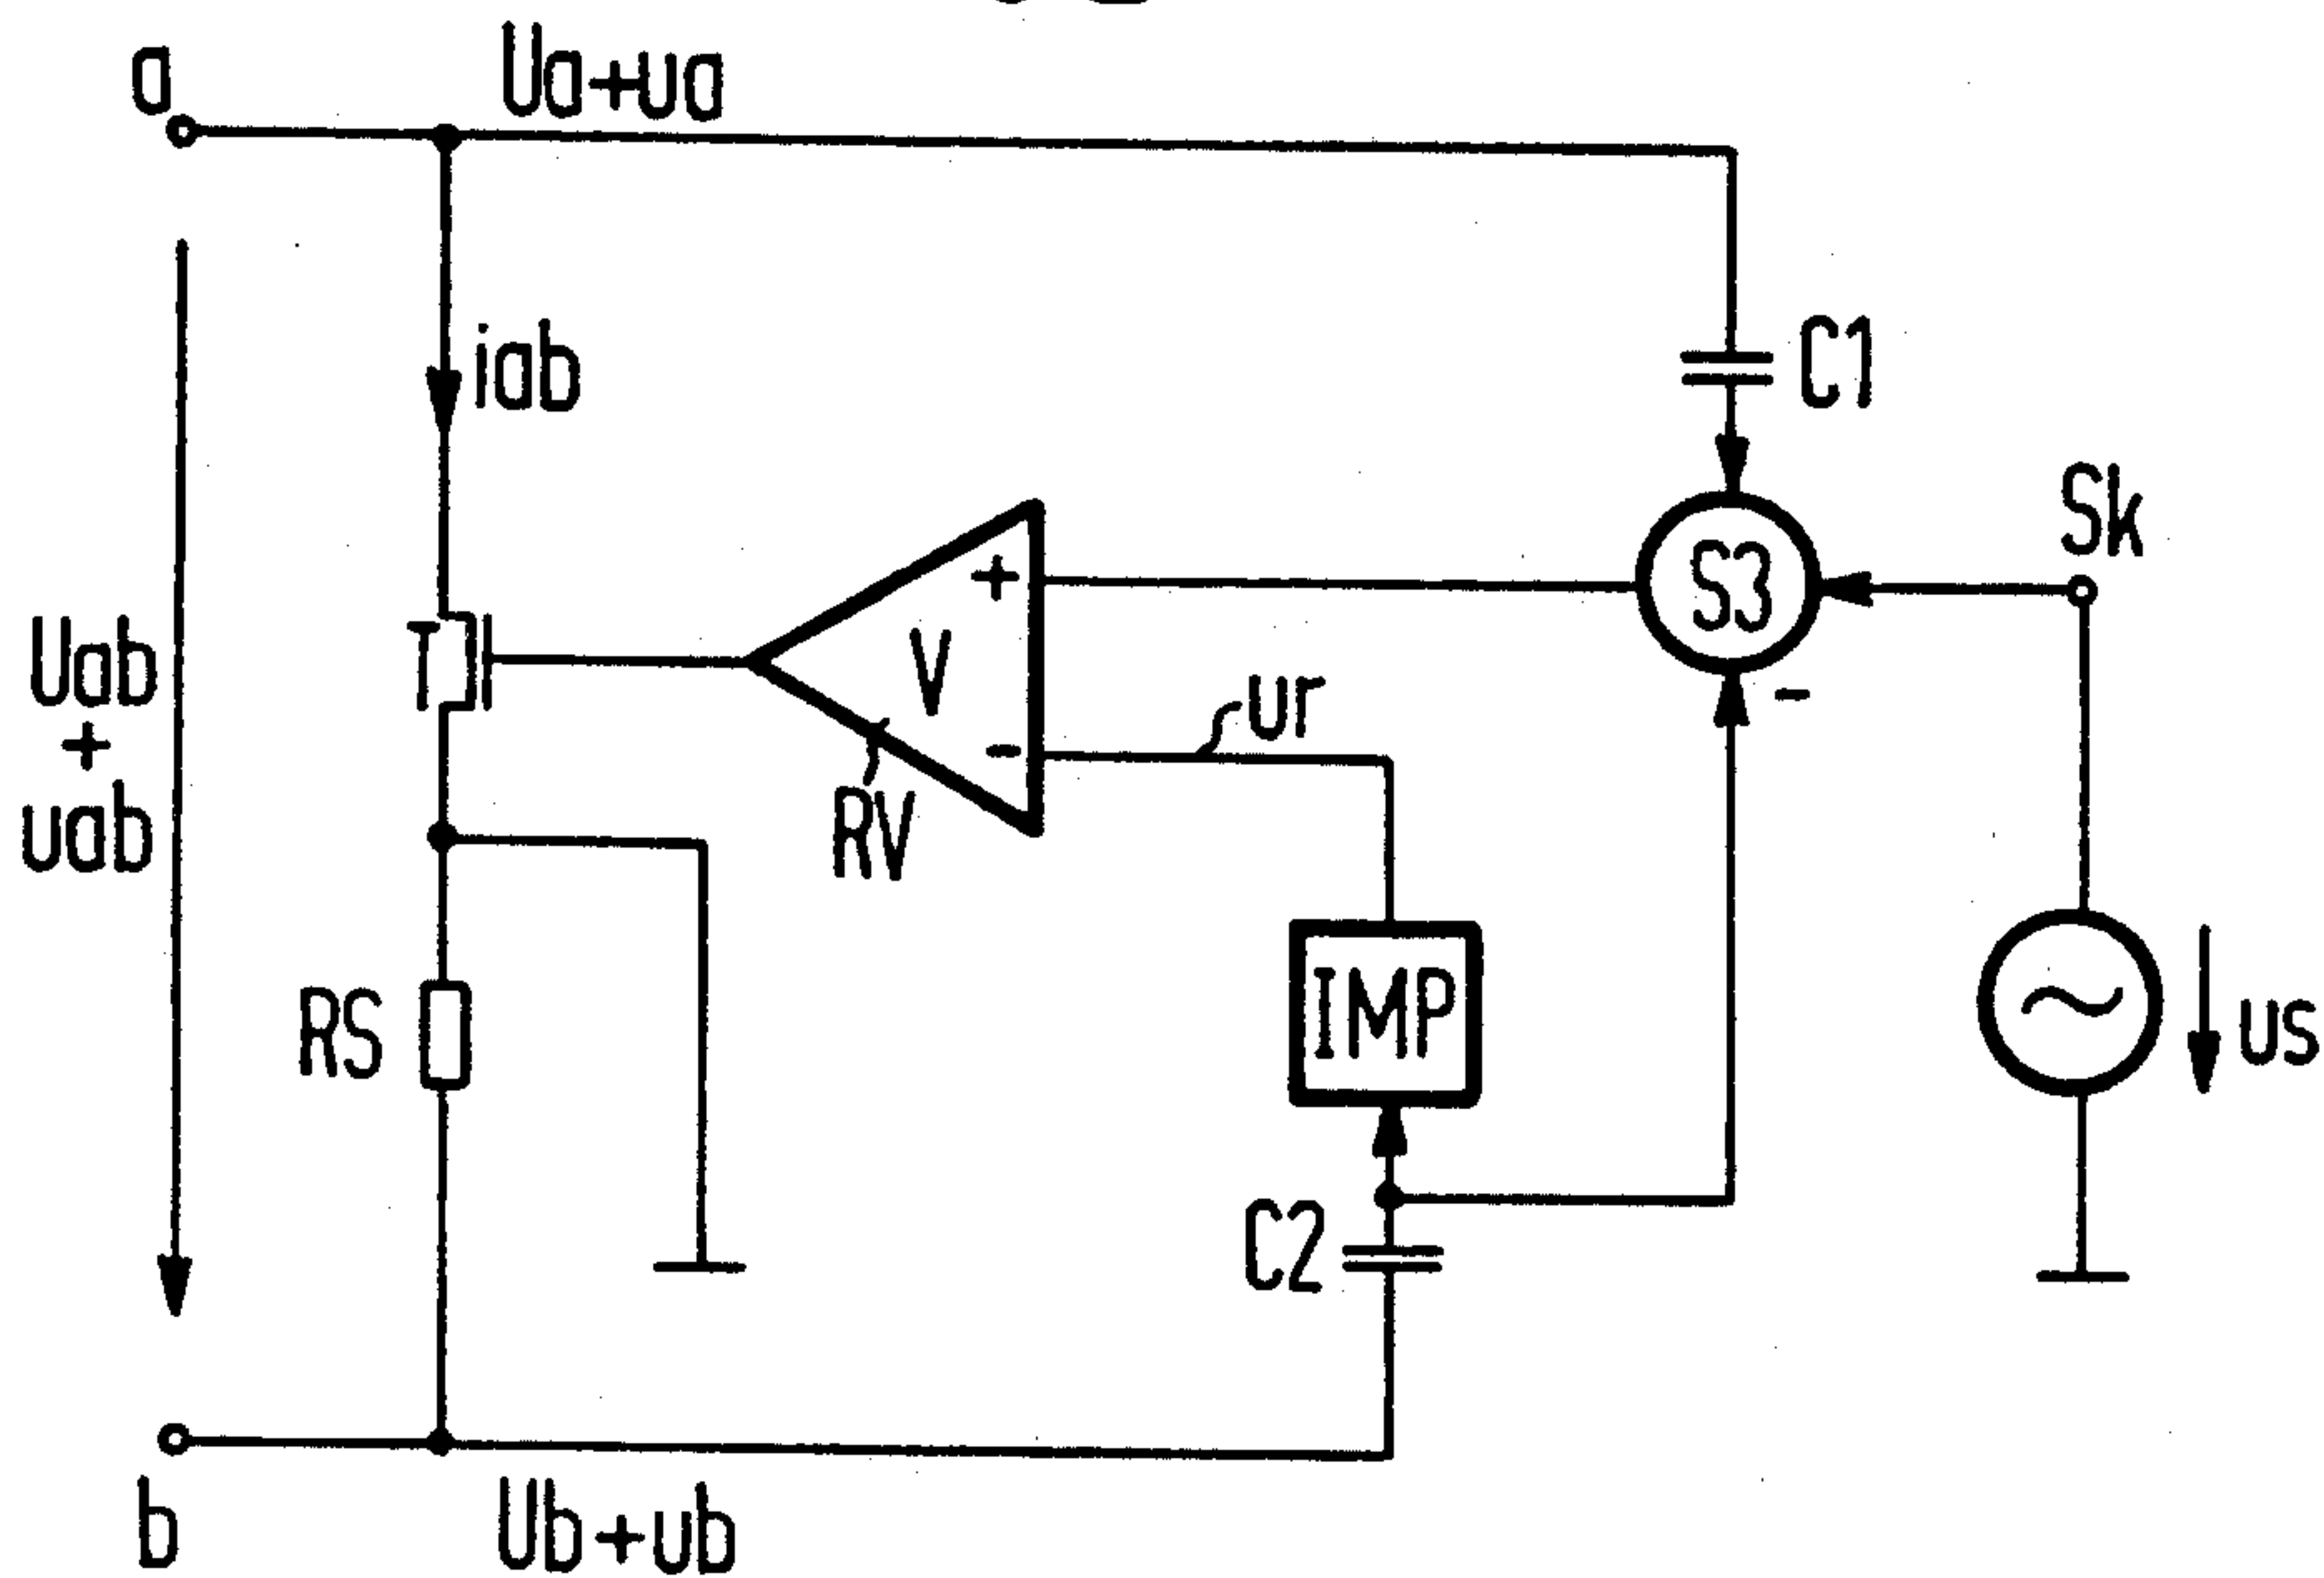 a
Ua+ua
iab
C1
Sk
S3
-
+
V
-
ur
T
Uab
+
uab
RV
IMP
RS
~
us
C2
b
Ub+ub